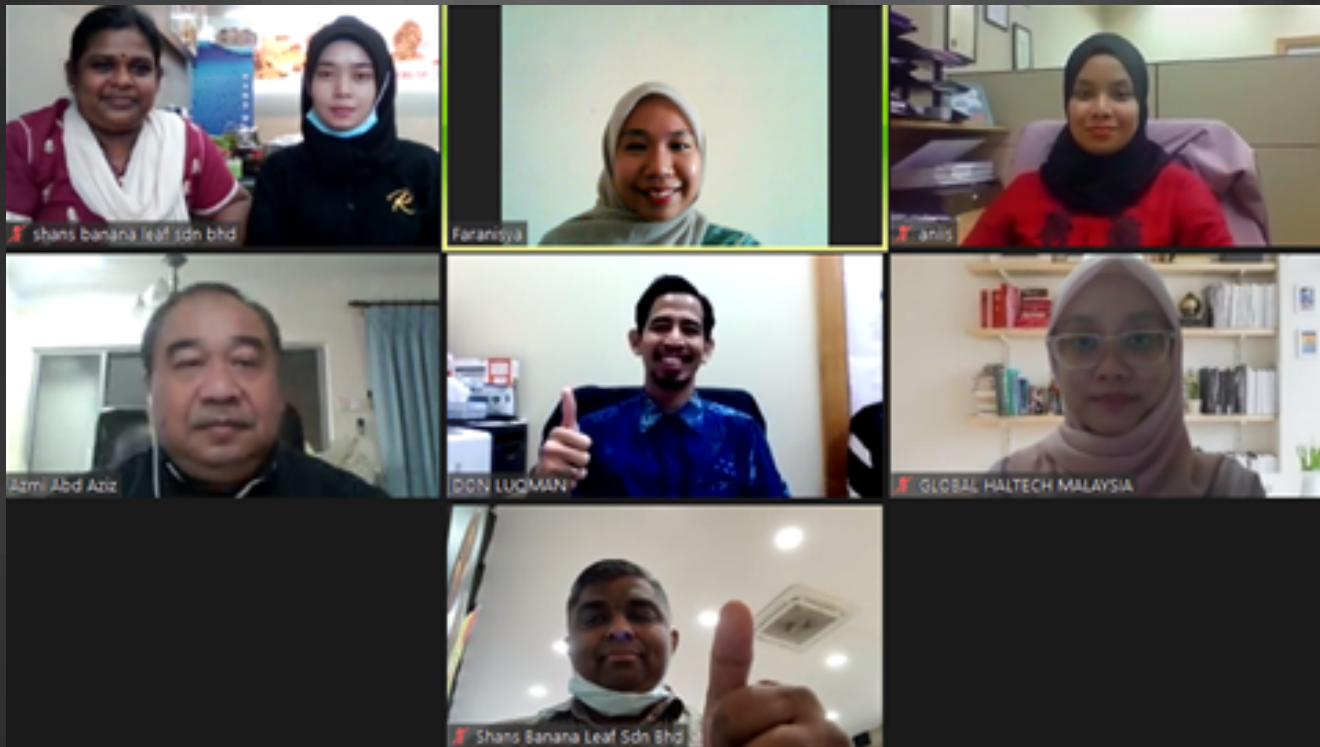 shans banana leaf sdn bhd
Faranisya
aniis
Azmi Abd Aziz
DON LUQMAN
GLOBAL HALTECH MALAYSIA
Shans Banana Leaf Sdn Bhd